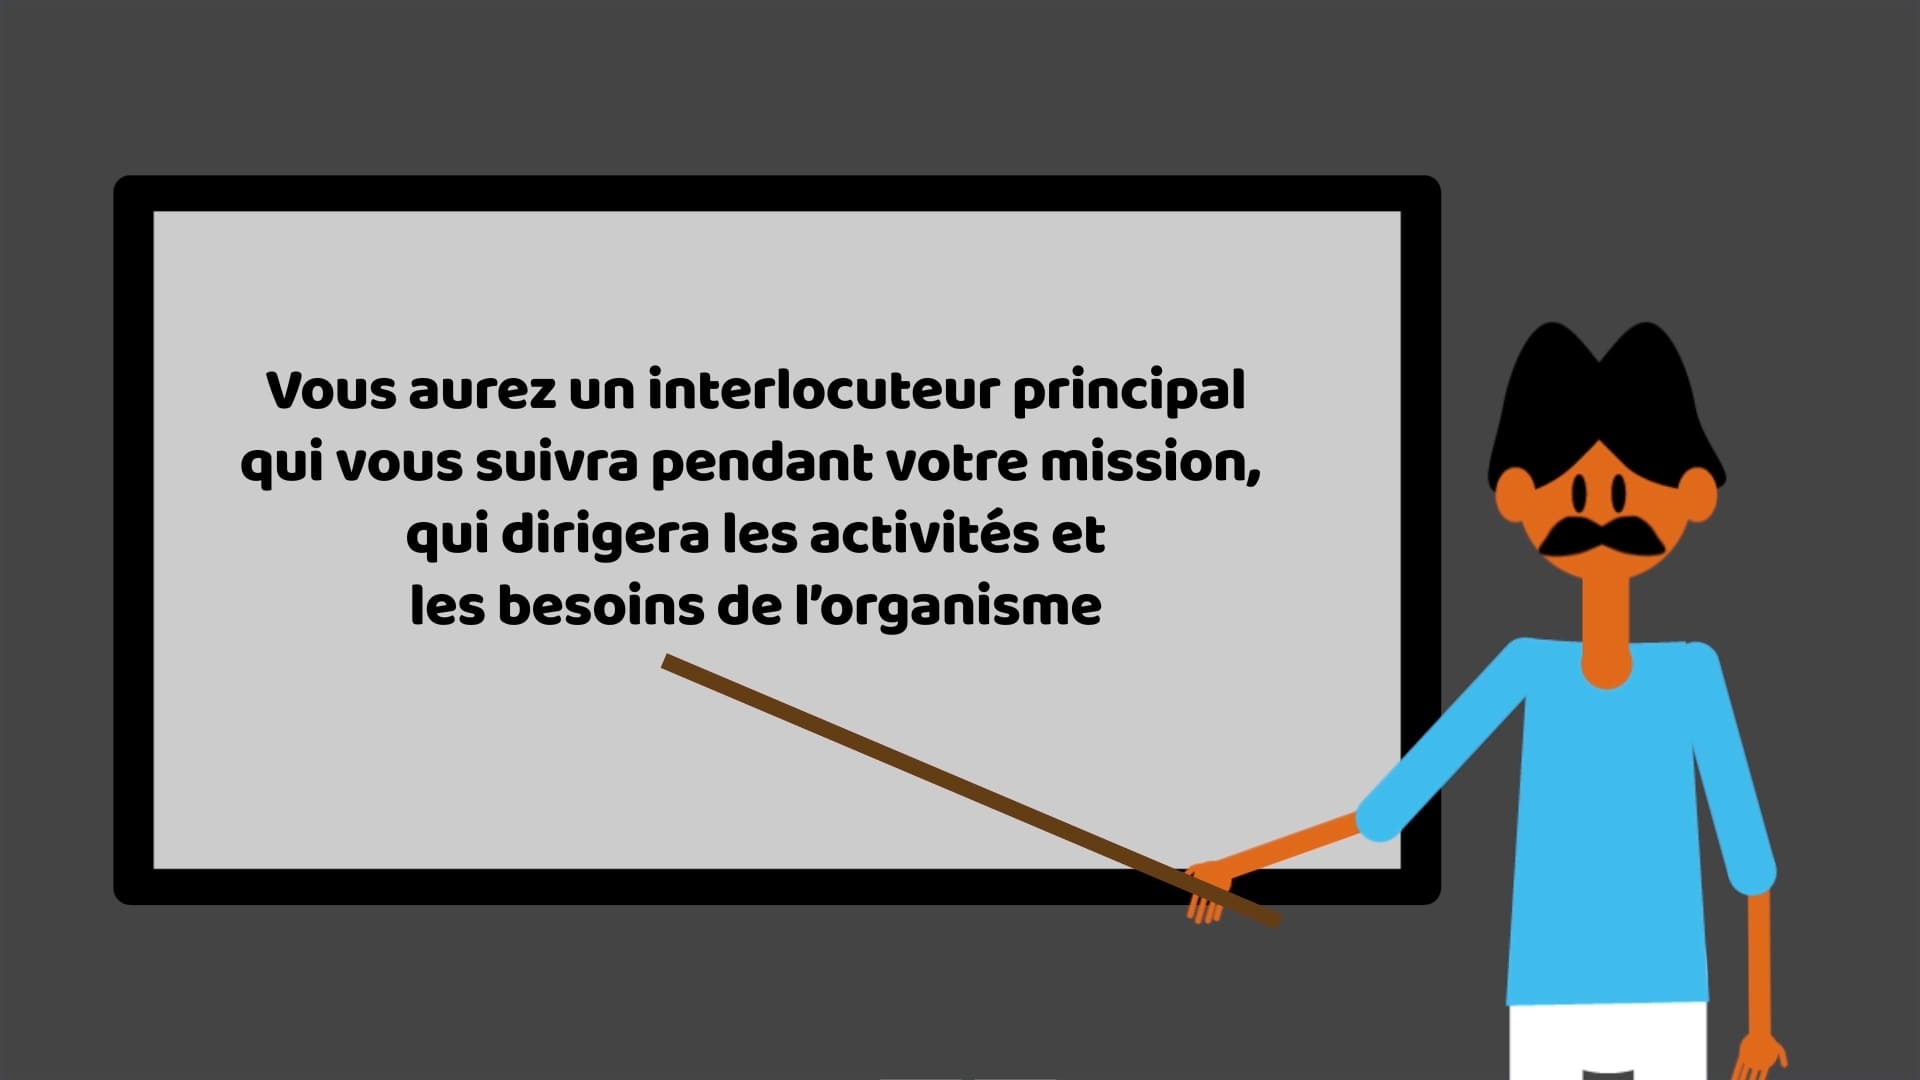 Vous aurez un interlocuteur principal
qui vous suivra pendant votre mission,
qui dirigera les activités et
les besoins de l’organisme